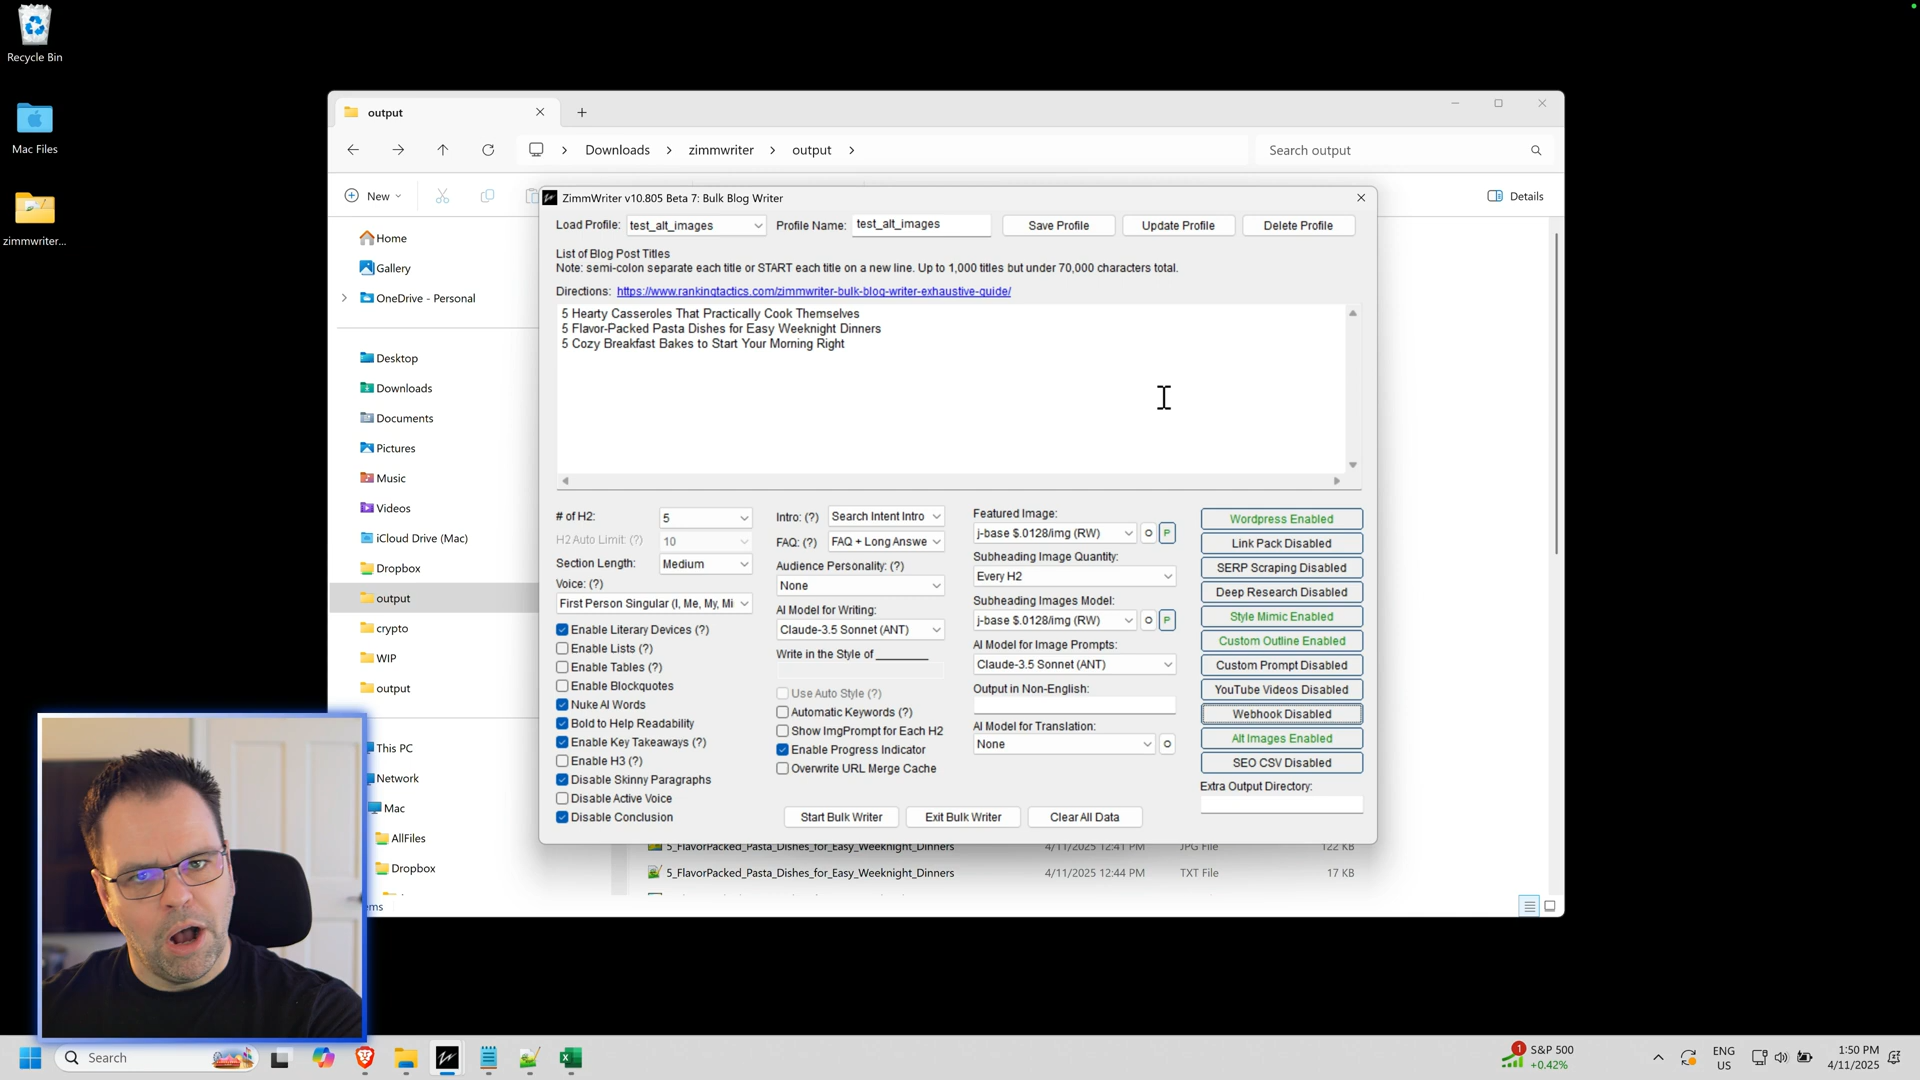 Recycle Bin
Mac Files
zimmwriter...
output
Downloads
zimmwriter
output
Search output
New
Details
Home
Gallery
OneDrive - Personal
Desktop
Downloads
Documents
Pictures
Music
Videos
iCloud Drive (Mac)
Dropbox
output
crypto
WIP
output
This PC
Network
Mac
AllFiles
Dropbox
ems
ZimmWriter v10.805 Beta 7: Bulk Blog Writer
Load Profile: test_alt_images Profile Name: test_alt_images Save Profile Update Profile Delete Profile
List of Blog Post Titles
Note: semi-colon separate each title or START each title on a new line. Up to 1,000 titles but under 70,000 characters total.
Directions: https://www.rankingtactics.com/zimmwriter-bulk-blog-writer-exhaustive-guide/
5 Hearty Casseroles That Practically Cook Themselves
5 Flavor-Packed Pasta Dishes for Easy Weeknight Dinners
5 Cozy Breakfast Bakes to Start Your Morning Right
# of H2: 5
H2 Auto Limit: (?) 10
Section Length: Medium
Voice: (?)
First Person Singular (I, Me, My, Mi
Enable Literary Devices (?)
Enable Lists (?)
Enable Tables (?)
Enable Blockquotes
Nuke AI Words
Bold to Help Readability
Enable Key Takeaways (?)
Enable H3 (?)
Disable Skinny Paragraphs
Disable Active Voice
Disable Conclusion
Intro: (?) Search Intent Intro
FAQ: (?) FAQ + Long Answe
Audience Personality: (?)
None
AI Model for Writing:
Claude-3.5 Sonnet (ANT)
Write in the Style of ________
Use Auto Style (?)
Automatic Keywords (?)
Show ImgPrompt for Each H2
Enable Progress Indicator
Overwrite URL Merge Cache
Featured Image:
j-base $.0128/img (RW) O P
Subheading Image Quantity:
Every H2
Subheading Images Model:
j-base $.0128/img (RW) O P
AI Model for Image Prompts:
Claude-3.5 Sonnet (ANT)
Output in Non-English:
AI Model for Translation:
None O
Wordpress Enabled
Link Pack Disabled
SERP Scraping Disabled
Deep Research Disabled
Style Mimic Enabled
Custom Outline Enabled
Custom Prompt Disabled
YouTube Videos Disabled
Webhook Disabled
Alt Images Enabled
SEO CSV Disabled
Extra Output Directory:
Start Bulk Writer Exit Bulk Writer Clear All Data
5_FlavorPacked_Pasta_Dishes_for_Easy_Weeknight_Dinners 4/11/2025 12:41 PM JPG File 122 KB
5_FlavorPacked_Pasta_Dishes_for_Easy_Weeknight_Dinners 4/11/2025 12:44 PM TXT File 17 KB
Search
1
S&P 500
+0.42%
ENG
US
1:50 PM
4/11/2025